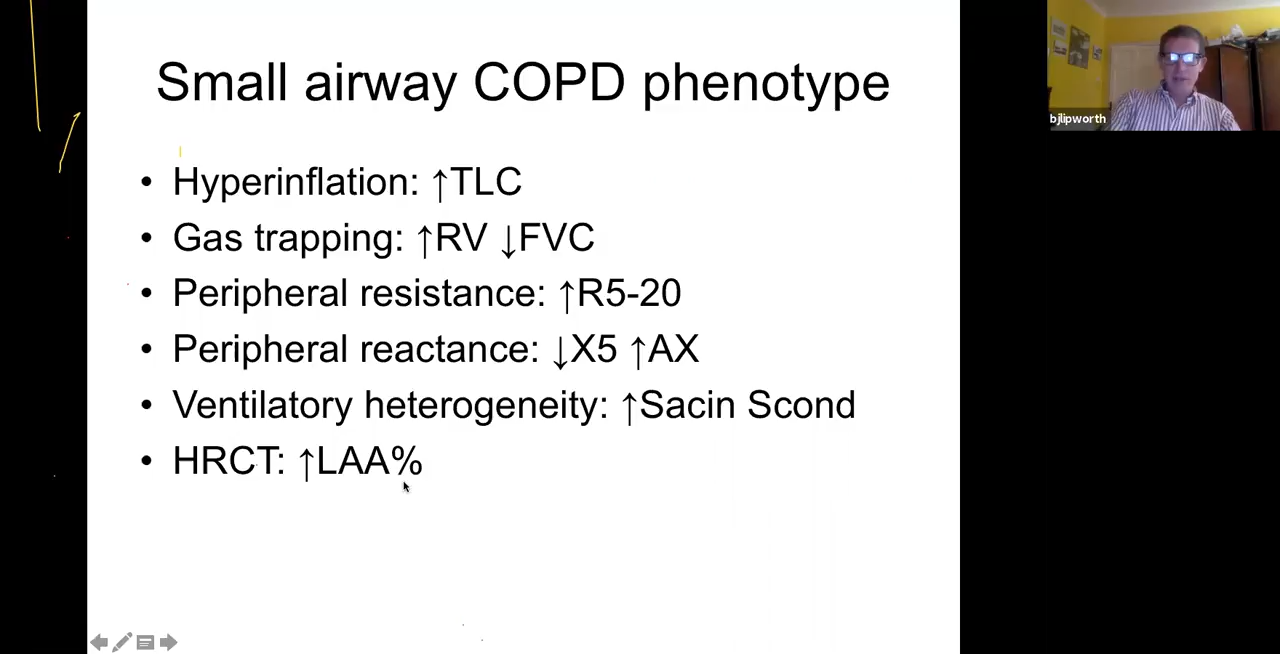 Small airway COPD phenotype
• Hyperinflation: ↑TLC
• Gas trapping: ↑RV ↓FVC
• Peripheral resistance: ↑R5-20
• Peripheral reactance: ↓X5 ↑AX
• Ventilatory heterogeneity: ↑Sacin Scond
• HRCT: ↑LAA%
bjlipworth